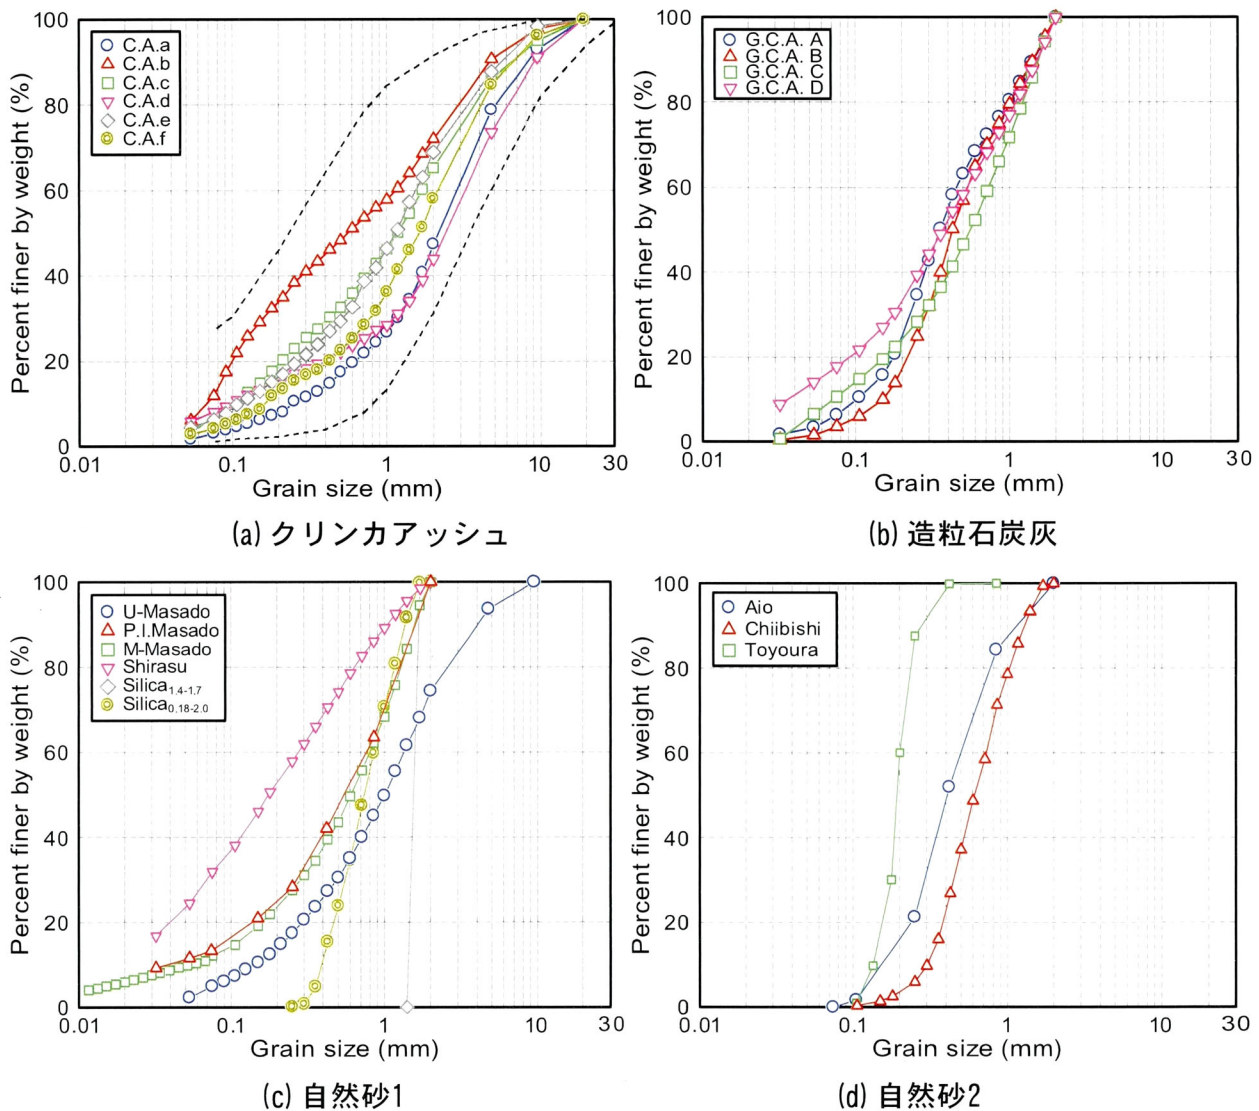 Percent finer by weight (%)
100
80
60
40
20
0
C.A.a
C.A.b
C.A.c
C.A.d
C.A.e
C.A.f
0.01 0.1 1 10 30
Grain size (mm)
(a) クリンカアッシュ
Percent finer by weight (%)
100
80
60
40
20
0
G.C.A. A
G.C.A. B
G.C.A. C
G.C.A. D
0.01 0.1 1 10 30
Grain size (mm)
(b) 造粒石炭灰
Percent finer by weight (%)
100
80
60
40
20
0
U-Masado
P.I.Masado
M-Masado
Shirasu
Silica1.4-1.7
Silica0.18-2.0
0.01 0.1 1 10 30
Grain size (mm)
(c) 自然砂1
Percent finer by weight (%)
100
80
60
40
20
0
Aio
Chiibishi
Toyoura
0.01 0.1 1 10 30
Grain size (mm)
(d) 自然砂2